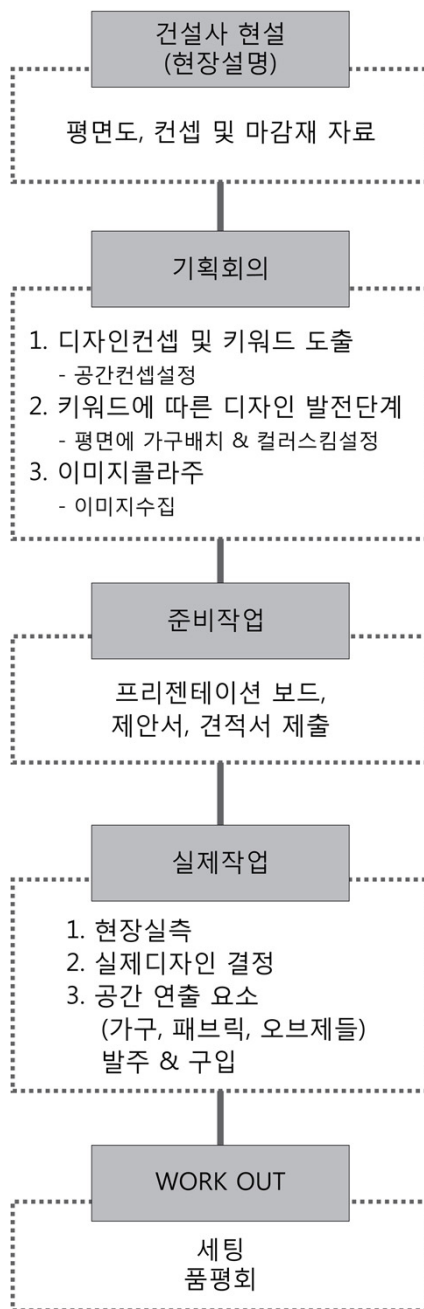 건설사 현설
(현장설명)
평면도, 컨셉 및 마감재 자료
기획회의
1. 디자인컨셉 및 키워드 도출
- 공간컨셉설정
2. 키워드에 따른 디자인 발전단계
- 평면에 가구배치 & 컬러스킴설정
3. 이미지콜라주
- 이미지수집
준비작업
프리젠테이션 보드,
제안서, 견적서 제출
실제작업
1. 현장실측
2. 실제디자인 결정
3. 공간 연출 요소
(가구, 패브릭, 오브제들)
발주 & 구입
WORK OUT
세팅
품평회